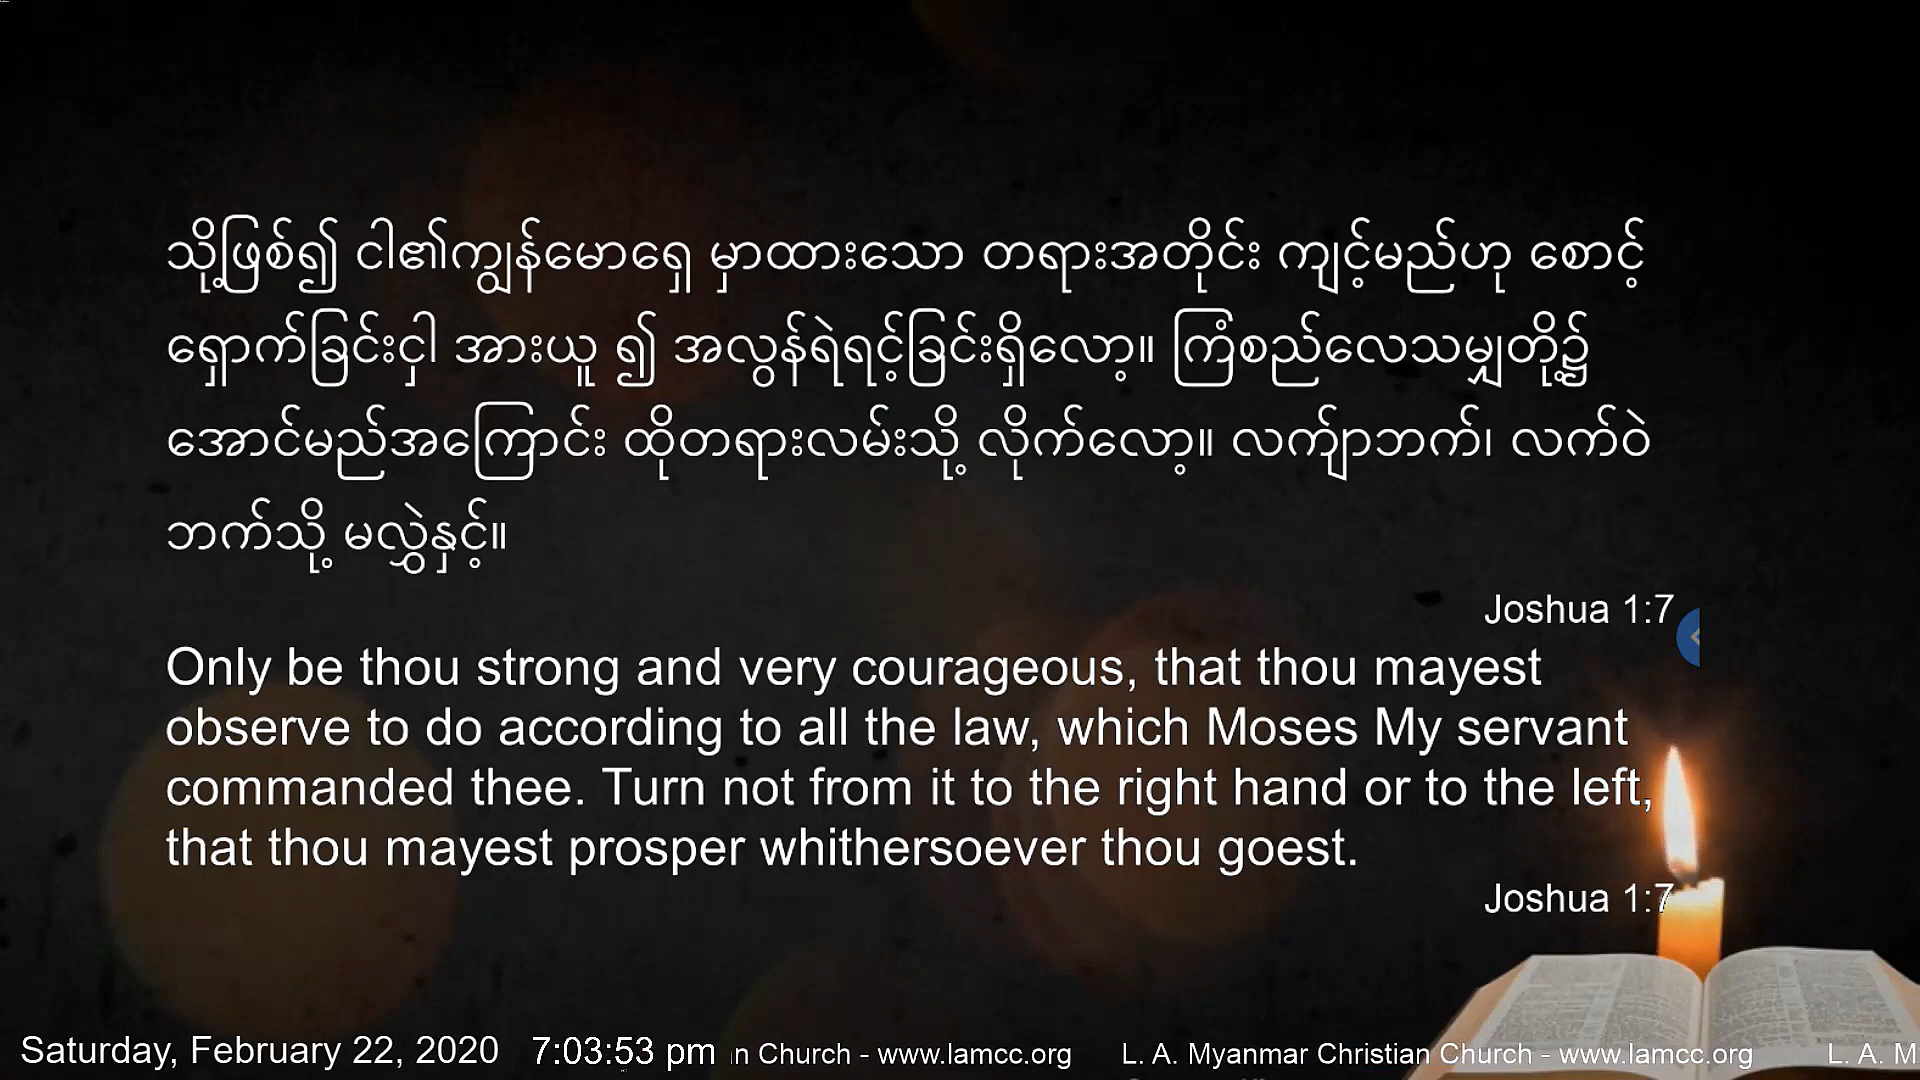 သို့ဖြစ်၍ ငါ၏ကျွန်မောရှေ မှာထားသော တရားအတိုင်း ကျင့်မည်ဟု စောင့်
ရှောက်ခြင်းငှါ အားယူ ၍ အလွန်ရဲရင့်ခြင်းရှိလော့။ ကြံစည်လေသမျှတို့၌
အောင်မည်အကြောင်း ထိုတရားလမ်းသို့ လိုက်လော့။ လက်ျာဘက်၊ လက်ဝဲ
ဘက်သို့ မလွှဲနှင့်။
Joshua 1:7
Only be thou strong and very courageous, that thou mayest
observe to do according to all the law, which Moses My servant
commanded thee. Turn not from it to the right hand or to the left,
that thou mayest prosper whithersoever thou goest.
Joshua 1:7
Saturday, February 22, 2020 7:03:53 pm n Church - www.lamcc.org L. A. Myanmar Christian Church - www.lamcc.org L. A. M